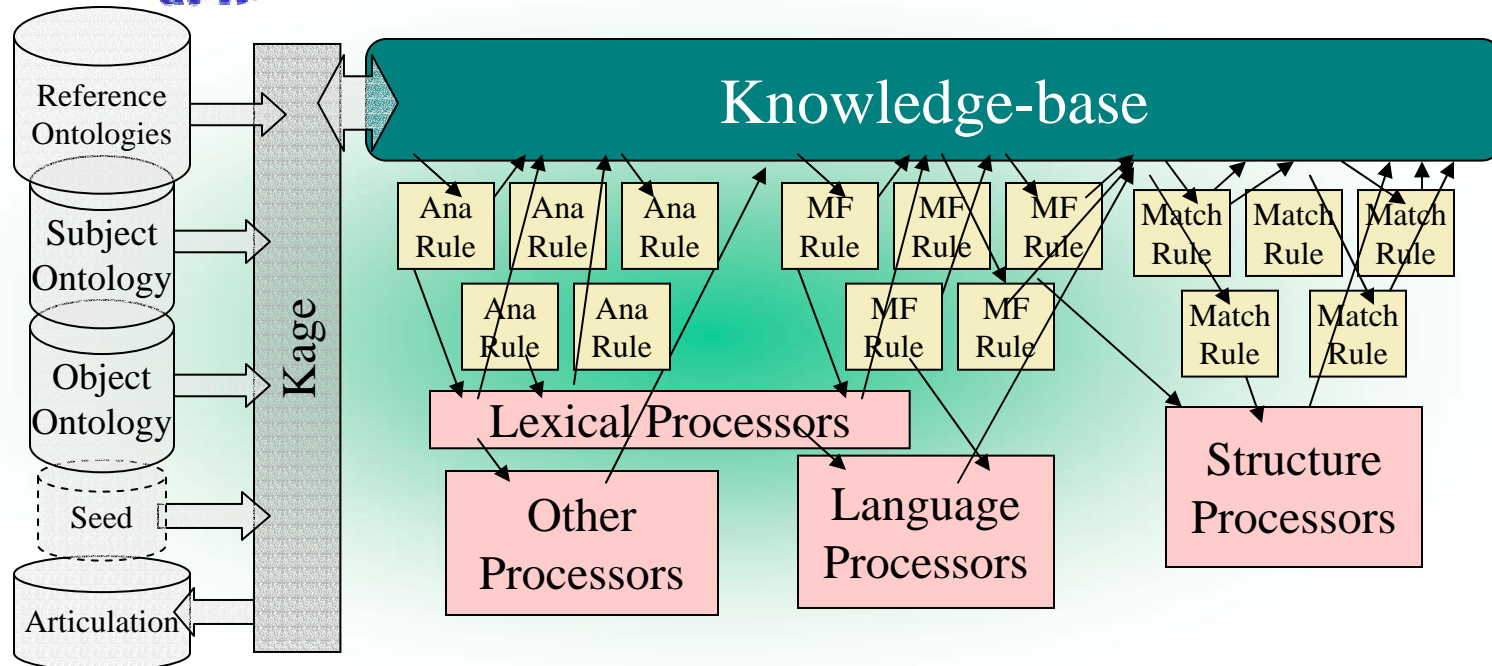 Reference
Ontologies
Subject
Ontology
Object
Ontology
Seed
Articulation
Kage
Knowledge-base
Ana
Rule
Ana
Rule
Ana
Rule
MF
Rule
MF
Rule
MF
Rule
Match
Rule
Match
Rule
Match
Rule
Ana
Rule
Ana
Rule
MF
Rule
MF
Rule
Match
Rule
Match
Rule
Lexical Processors
Other
Processors
Language
Processors
Structure
Processors